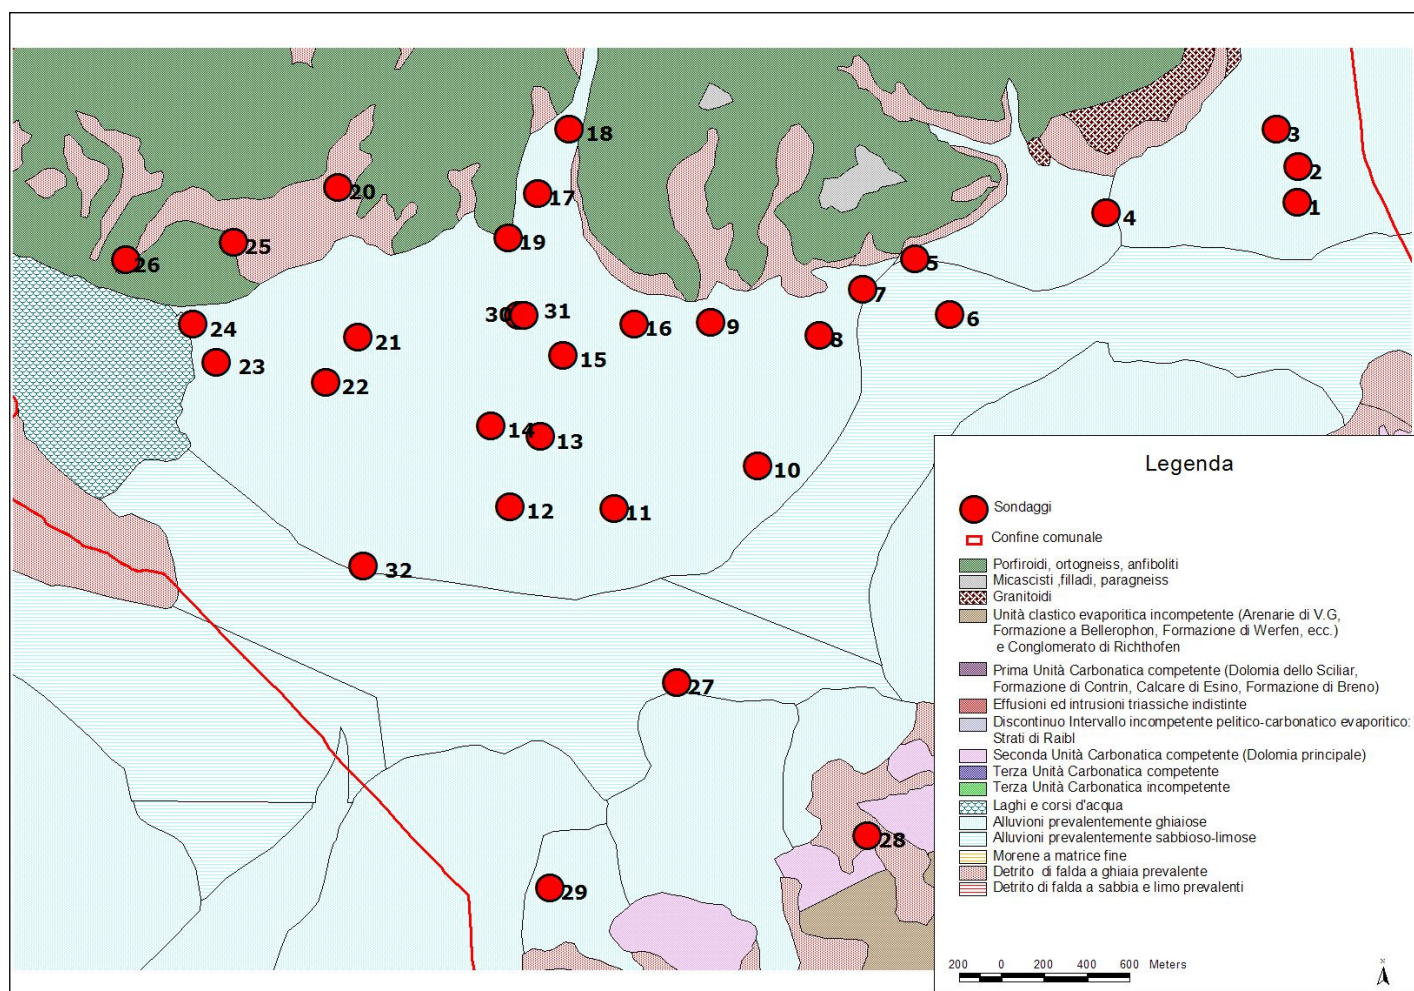 18
3
2
20
17
1
4
19
25
26
5
7
6
30
31
24
16
9
8
21
15
23
22
14
13
10
12
11
32
27
28
29
Legenda
Sondaggi
Confine comunale
Porfiroidi, ortogneiss, anfiboliti
Micascisti ,filladi, paragneiss
Granitoidi
Unità clastico evaporitica incompetente (Arenarie di V.G,
Formazione a Bellerophon, Formazione di Werfen, ecc.)
e Conglomerato di Richthofen
Prima Unità Carbonatica competente (Dolomia dello Sciliar,
Formazione di Contrin, Calcare di Esino, Formazione di Breno)
Effusioni ed intrusioni triassiche indistinte
Discontinuo Intervallo incompetente pelitico-carbonatico evaporitico:
Strati di Raibl
Seconda Unità Carbonatica competente (Dolomia principale)
Terza Unità Carbonatica competente
Terza Unità Carbonatica incompetente
Laghi e corsi d'acqua
Alluvioni prevalentemente ghiaiose
Alluvioni prevalentemente sabbioso-limose
Morene a matrice fine
Detrito di falda a ghiaia prevalente
Detrito di falda a sabbia e limo prevalenti
200 0 200 400 600 Meters